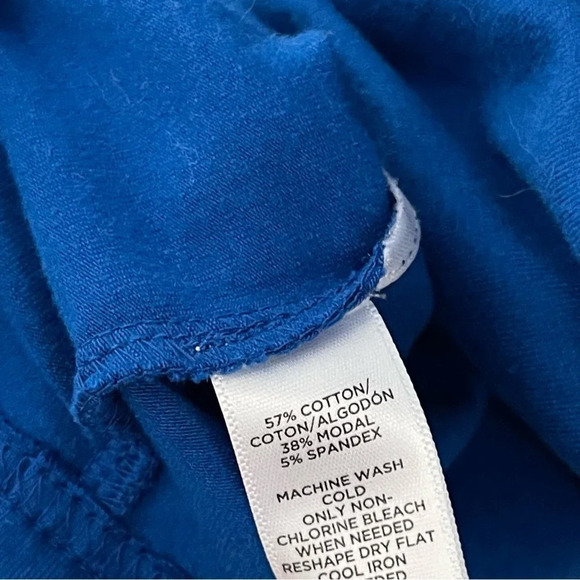 57% COTTON/
COTON/ALGODÓN
38% MODAL
5% SPANDEX
MACHINE WASH
COLD
ONLY NON-
CHLORINE BLEACH
WHEN NEEDED
RESHAPE DRY FLAT
COOL IRON